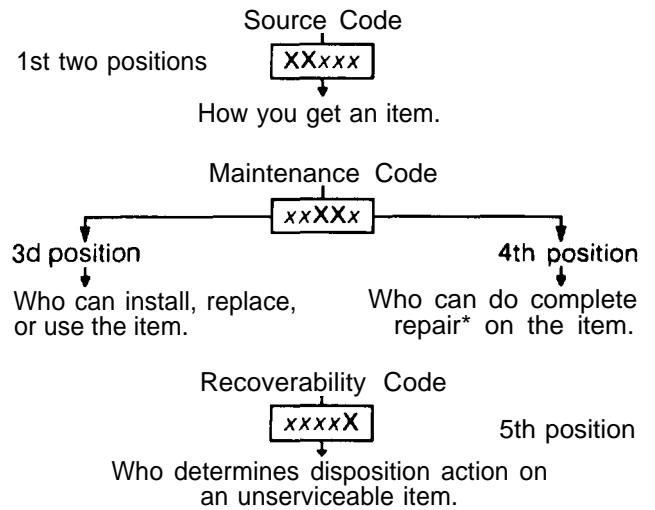 Source Code
1st two positions
XXxxx
How you get an item.
Maintenance Code
xxXXx
3d position
4th position
Who can install, replace,
or use the item.
Who can do complete
repair* on the item.
Recoverability Code
xxxxX
5th position
Who determines disposition action on
an unserviceable item.